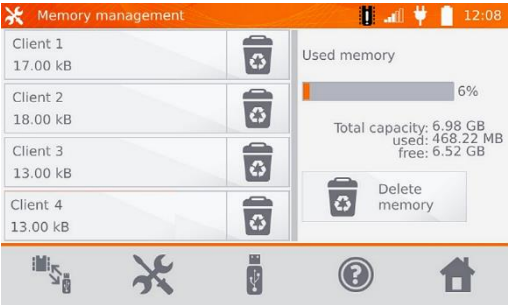 Memory management
12:08
Client 1
17.00 kB
Client 2
18.00 kB
Client 3
13.00 kB
Client 4
13.00 kB
Used memory
6%
Total capacity: 6.98 GB
used: 468.22 MB
free: 6.52 GB
Delete
memory